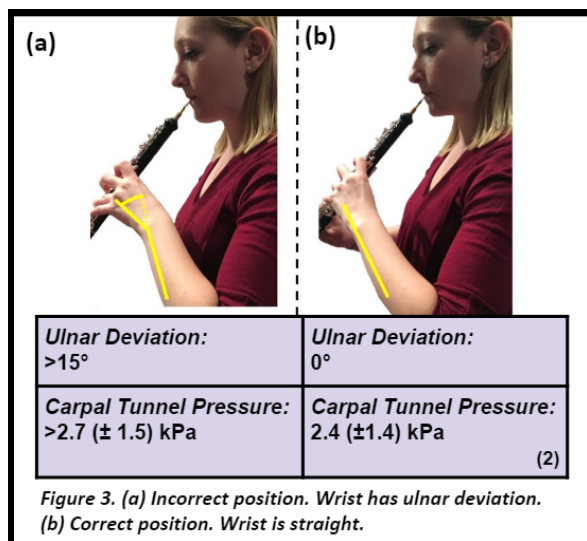 (a)
(b)
Ulnar Deviation:
>15°
Ulnar Deviation:
0°
Carpal Tunnel Pressure:
>2.7 (± 1.5) kPa
Carpal Tunnel Pressure:
2.4 (±1.4) kPa
(2)
Figure 3. (a) Incorrect position. Wrist has ulnar deviation.
(b) Correct position. Wrist is straight.